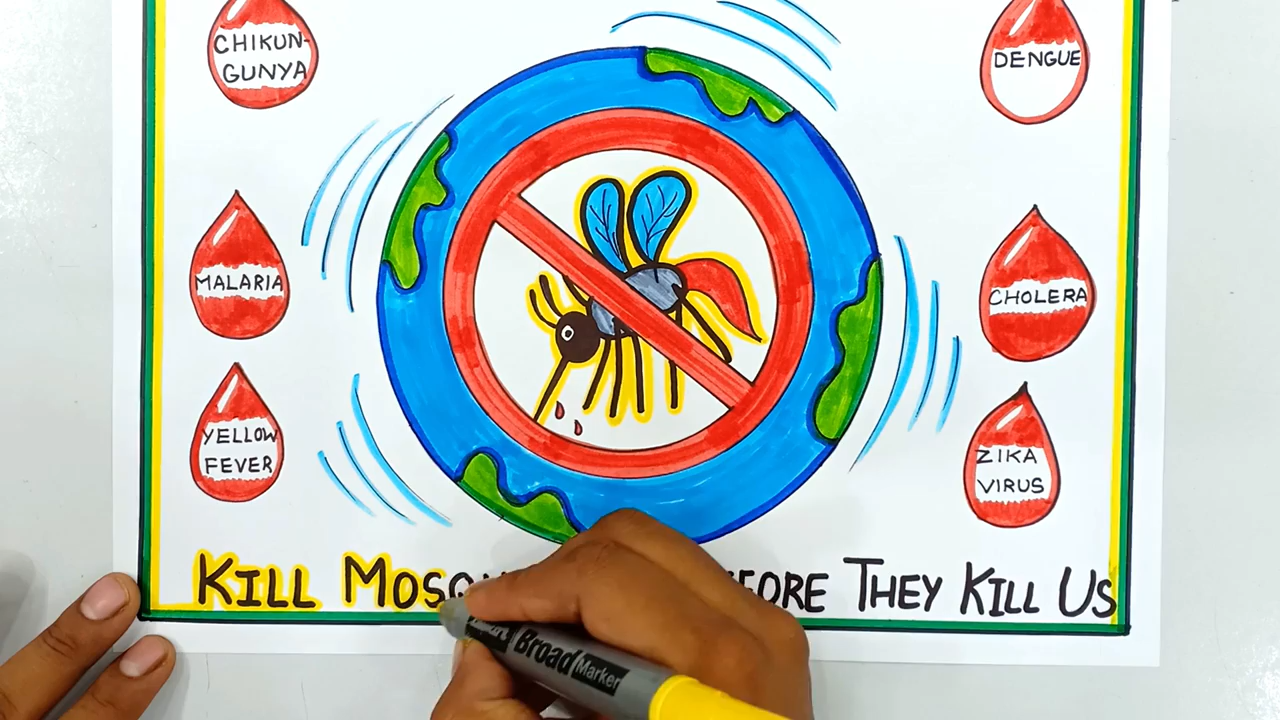 CHIKUN-
GUNYA
DENGUE
MALARIA
CHOLERA
YELLOW
FEVER
ZIKA
VIRUS
KILL THEY KILL US
Broad Marker